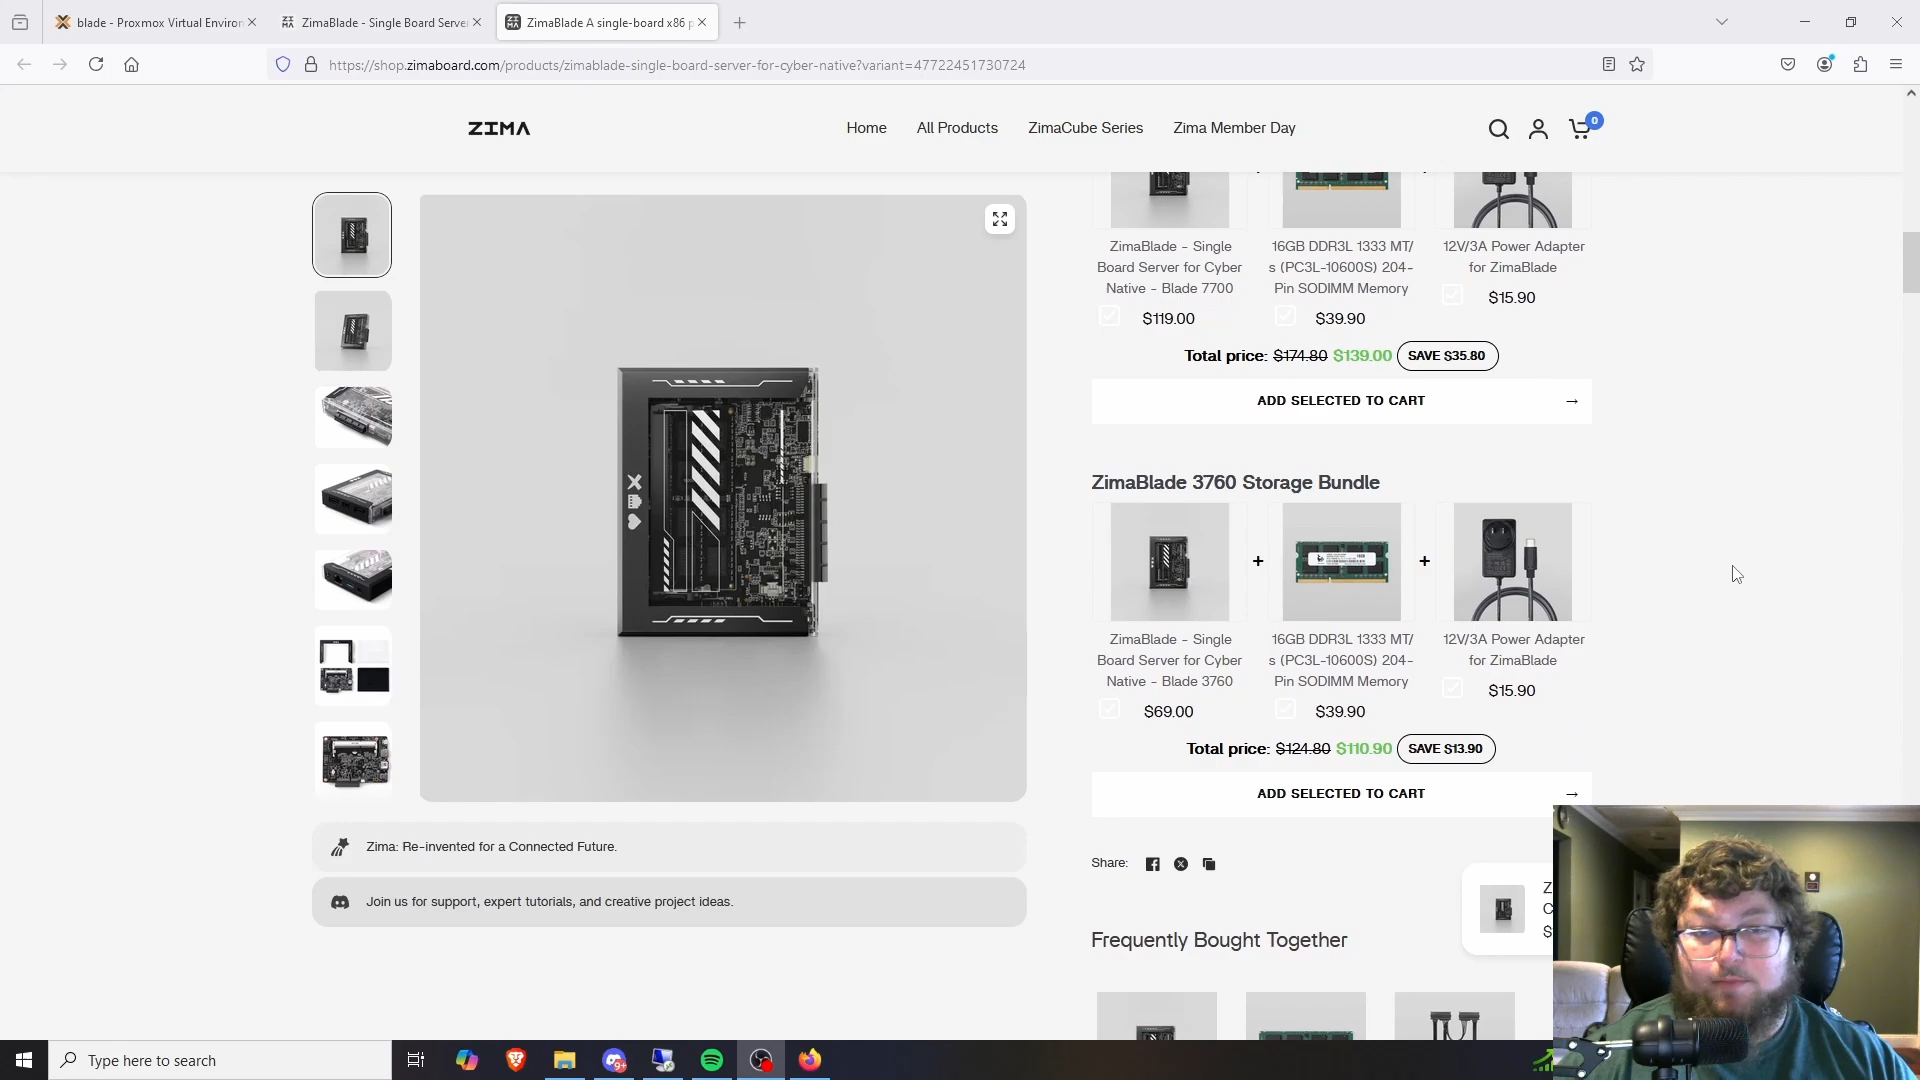 blade - Proxmox Virtual Enviror
ZimaBlade - Single Board Serve
ZimaBlade A single-board x86 p
https://shop.zimaboard.com/products/zimablade-single-board-server-for-cyber-native?variant=47722451730724
ZIMA
Home
All Products
ZimaCube Series
Zima Member Day
0
ZimaBlade - Single
Board Server for Cyber
Native - Blade 7700
$119.00
16GB DDR3L 1333 MT/
s (PC3L-10600S) 204-
Pin SODIMM Memory
$39.90
12V/3A Power Adapter
for ZimaBlade
$15.90
Total price: $174.80 $139.00 SAVE $35.80
ADD SELECTED TO CART →
ZimaBlade 3760 Storage Bundle
+
+
ZimaBlade - Single
Board Server for Cyber
Native - Blade 3760
$69.00
16GB DDR3L 1333 MT/
s (PC3L-10600S) 204-
Pin SODIMM Memory
$39.90
12V/3A Power Adapter
for ZimaBlade
$15.90
Total price: $124.80 $110.90 SAVE $13.90
ADD SELECTED TO CART →
Zima: Re-invented for a Connected Future.
Join us for support, expert tutorials, and creative project ideas.
Share:
Z
C
$
Frequently Bought Together
Type here to search